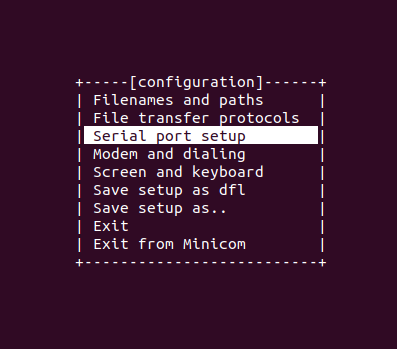 +-----[configuration]------+
| Filenames and paths      |
| File transfer protocols  |
| Serial port setup        |
| Modem and dialing        |
| Screen and keyboard      |
| Save setup as dfl        |
| Save setup as..          |
| Exit                     |
| Exit from Minicom        |
+--------------------------+